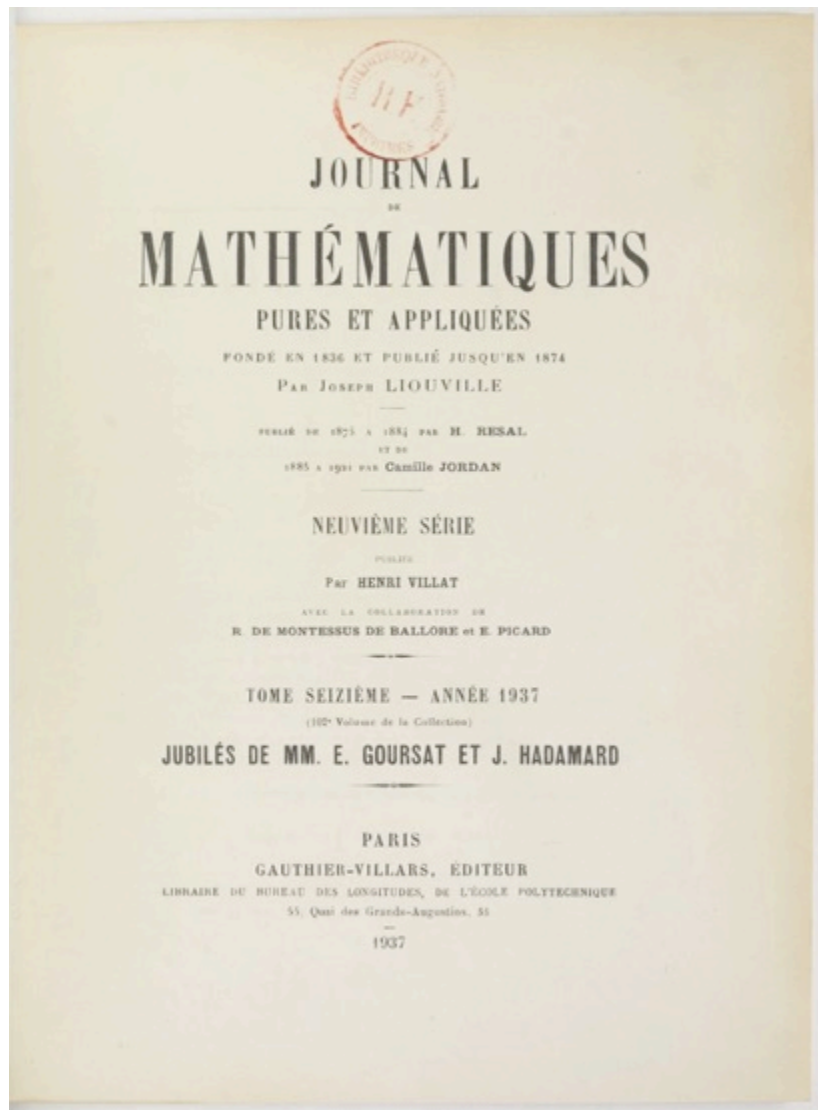 BIBLIOTHÈQUE NATIONALE
RF
IMPRIMÉS
JOURNAL
DE
MATHÉMATIQUES
PURES ET APPLIQUÉES
FONDÉ EN 1836 ET PUBLIÉ JUSQU'EN 1874
PAR JOSEPH LIOUVILLE
PUBLIÉ DE 1875 A 1884 PAR H. RESAL
ET DE
1885 A 1921 PAR Camille JORDAN
NEUVIÈME SÉRIE
PUBLIÉE
Par HENRI VILLAT
AVEC LA COLLABORATION DE
R. DE MONTESSUS DE BALLORE et E. PICARD
TOME SEIZIÈME — ANNÉE 1937
(102e Volume de la Collection)
JUBILÉS DE MM. E. GOURSAT ET J. HADAMARD
PARIS
GAUTHIER-VILLARS, ÉDITEUR
LIBRAIRE DU BUREAU DES LONGITUDES, DE L'ÉCOLE POLYTECHNIQUE
55, Quai des Grands-Augustins,
1937